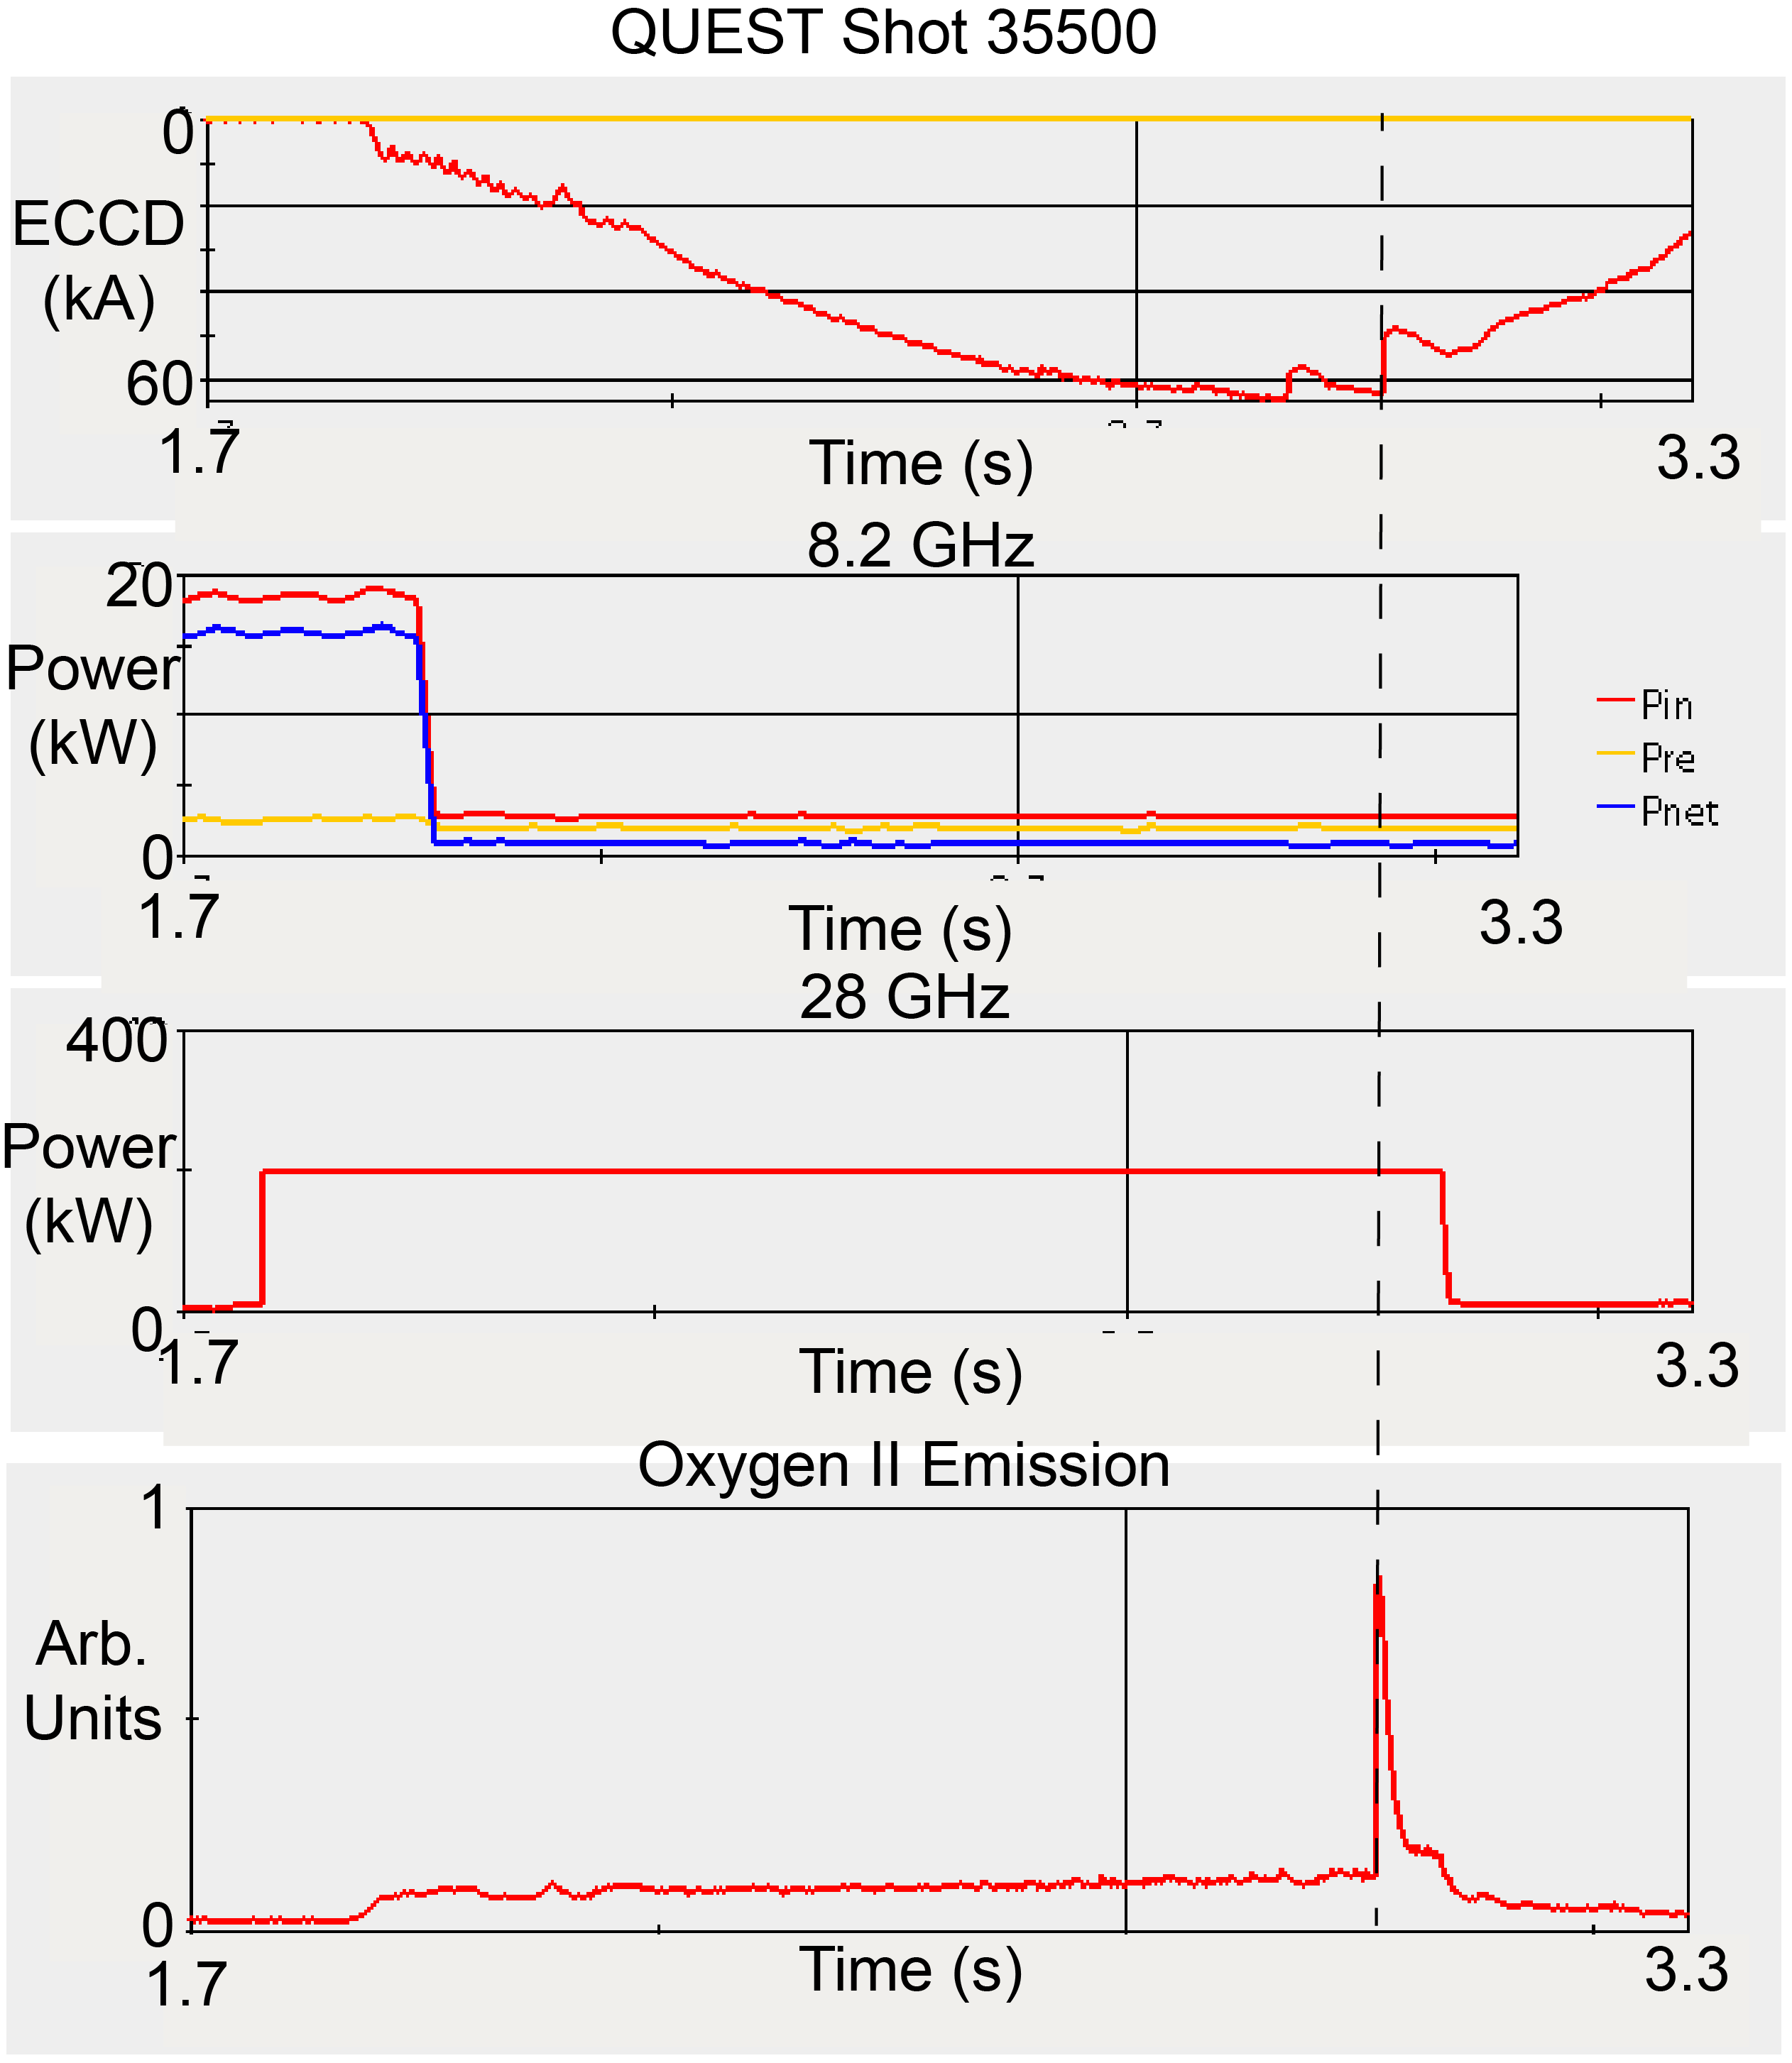 QUEST Shot 35500
0
ECCD
(kA)
60
1.7
Time (s)
3.3
8.2 GHz
20
Power
(kW)
Pin
Pre
Pnet
0
1.7
Time (s)
3.3
28 GHz
400
Power
(kW)
0
1.7
Time (s)
3.3
Oxygen II Emission
1
Arb.
Units
0
1.7
Time (s)
3.3